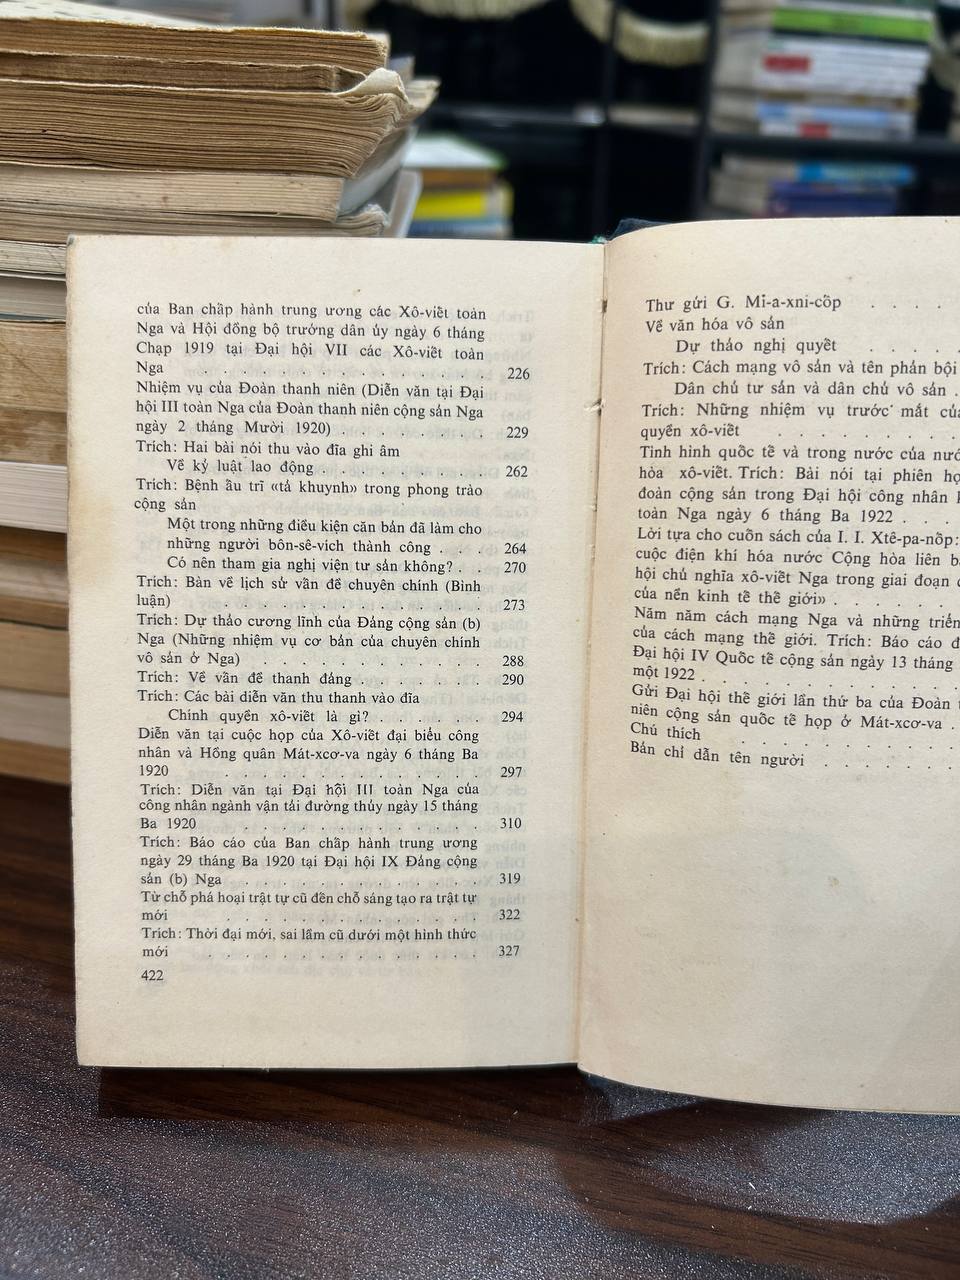 của Ban chấp hành trung ương các Xô-viết toàn
Nga và Hội đồng bộ trưởng dân ủy ngày 6 tháng
Chạp 1919 tại Đại hội VII các Xô-viết toàn
Nga . . . . . . . . . . . . 226
Nhiệm vụ của Đoàn thanh niên (Diễn văn tại Đại
hội III toàn Nga của Đoàn thanh niên cộng sản Nga
ngày 2 tháng Mười 1920) . . . . . . . 229
Trích: Hai bài nói thu vào đĩa ghi âm
Về kỷ luật lao động . . . . . . . . 262
Trích: Bệnh ấu trĩ «tả khuynh» trong phong trào
cộng sản
Một trong những điều kiện căn bản đã làm cho
những người bôn-sê-vích thành công . . . 264
Có nên tham gia nghị viện tư sản không? . . 270
Trích: Bàn về lịch sử vấn đề chuyên chính (Bình
luận) . . . . . . . . . . . . 273
Trích: Dự thảo cương lĩnh của Đảng cộng sản (b)
Nga (Những nhiệm vụ cơ bản của chuyên chính
vô sản ở Nga) . . . . . . . . . . 288
Trích: Về vấn đề thanh đảng . . . . . . 290
Trích: Các bài diễn văn thu thanh vào đĩa
Chính quyền xô-viết là gì? . . . . . . 294
Diễn văn tại cuộc họp của Xô-viết đại biểu công
nhân và Hồng quân Mát-xcơ-va ngày 6 tháng Ba
1920 . . . . . . . . . . . . 297
Trích: Diễn văn tại Đại hội III toàn Nga của
công nhân ngành vận tải đường thủy ngày 15 tháng
Ba 1920 . . . . . . . . . . . 310
Trích: Báo cáo của Ban chấp hành trung ương
ngày 29 tháng Ba 1920 tại Đại hội IX Đảng cộng
sản (b) Nga . . . . . . . . . . 319
Từ chỗ phá hoại trật tự cũ đến chỗ sáng tạo ra trật tự
mới . . . . . . . . . . . . 322
Trích: Thời đại mới, sai lầm cũ dưới một hình thức
mới . . . . . . . . . . . . 327
422
Thư gửi G. Mi-a-xni-cốp . . . .
Về văn hóa vô sản
Dự thảo nghị quyết . . . . .
Trích: Cách mạng vô sản và tên phản bội
Dân chủ tư sản và dân chủ vô sản .
Trích: Những nhiệm vụ trước mắt của
quyền xô-viết . . . . . . . .
Tình hình quốc tế và trong nước của
hòa xô-viết. Trích: Bài nói tại phiên
đoàn cộng sản trong Đại hội công nhân
toàn Nga ngày 6 tháng Ba 1922 . . .
Lời tựa cho cuốn sách của I. I. Xtê-pa-nốp:
cuộc điện khí hóa nước Cộng hòa liên
hội chủ nghĩa xô-viết Nga trong giai đoạn
của nền kinh tế thế giới» . . . . . .
Năm năm cách mạng Nga và những
của cách mạng thế giới. Trích: Báo cáo
Đại hội IV Quốc tế cộng sản ngày 13 tháng
một 1922 . . . . . . . . . . .
Gửi Đại hội thế giới lần thứ ba của Đoàn
niên cộng sản quốc tế họp ở Mát-xcơ-va .
Chú thích . . . . . . . . .
Bản chỉ dẫn tên người . . . . . .